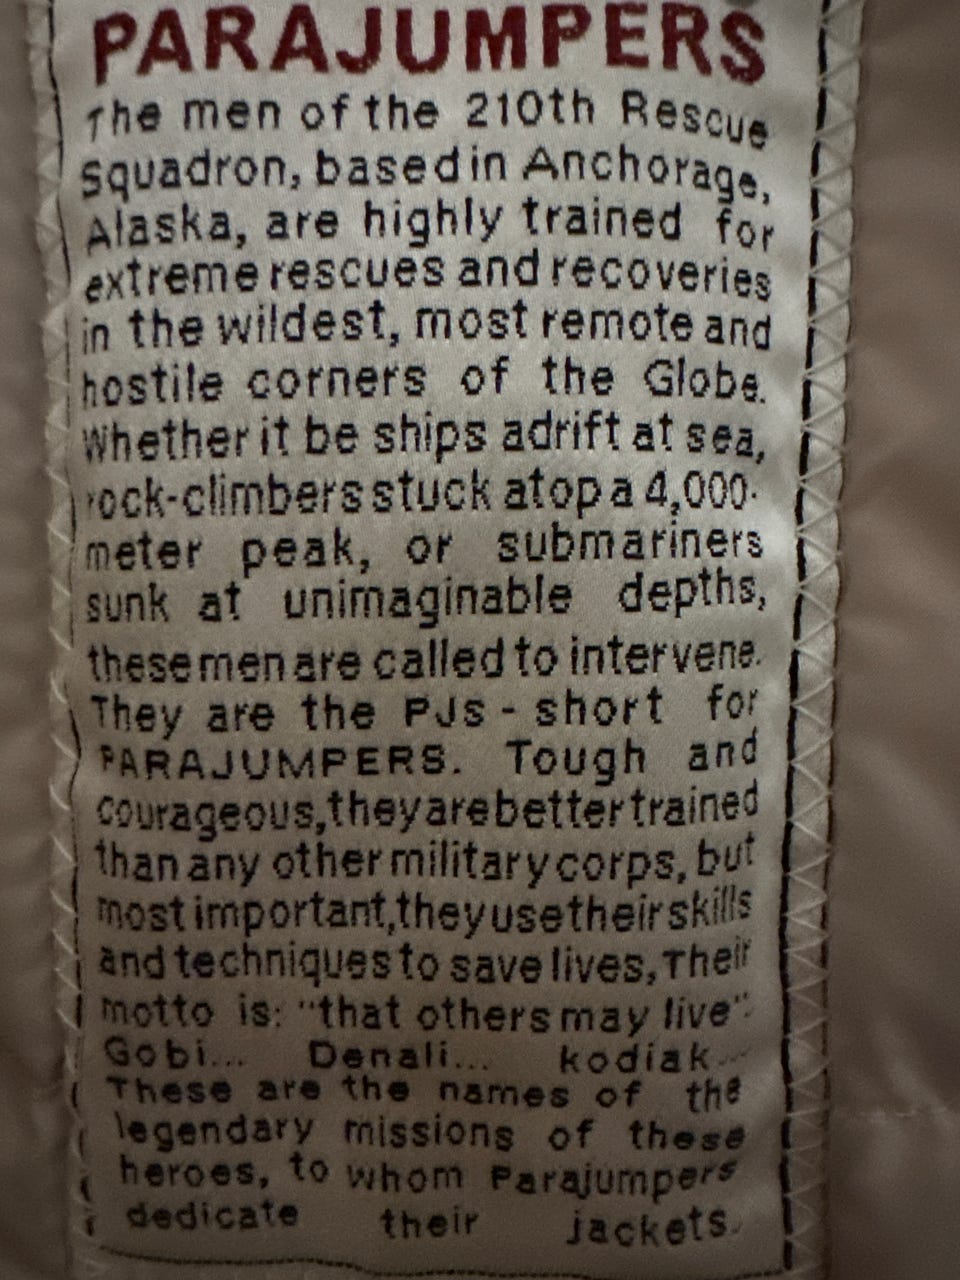 PARAJUMPERS
The men of the 210th Rescue
Squadron, based in Anchorage,
Alaska, are highly trained for
extreme rescues and recoveries
in the wildest, most remote and
hostile corners of the Globe.
Whether it be ships adrift at sea,
rock-climbers stuck atop a 4,000-
meter peak, or submariners
sunk at unimaginable depths,
these men are called to intervene.
They are the PJs - short for
PARAJUMPERS. Tough and
courageous, they are better trained
than any other military corps, but
most important, they use their skills
and techniques to save lives, Their
motto is: "that others may live".
Gobi... Denali... kodiak...
These are the names of the
legendary missions of these
heroes, to whom Parajumpers
dedicate their jackets.